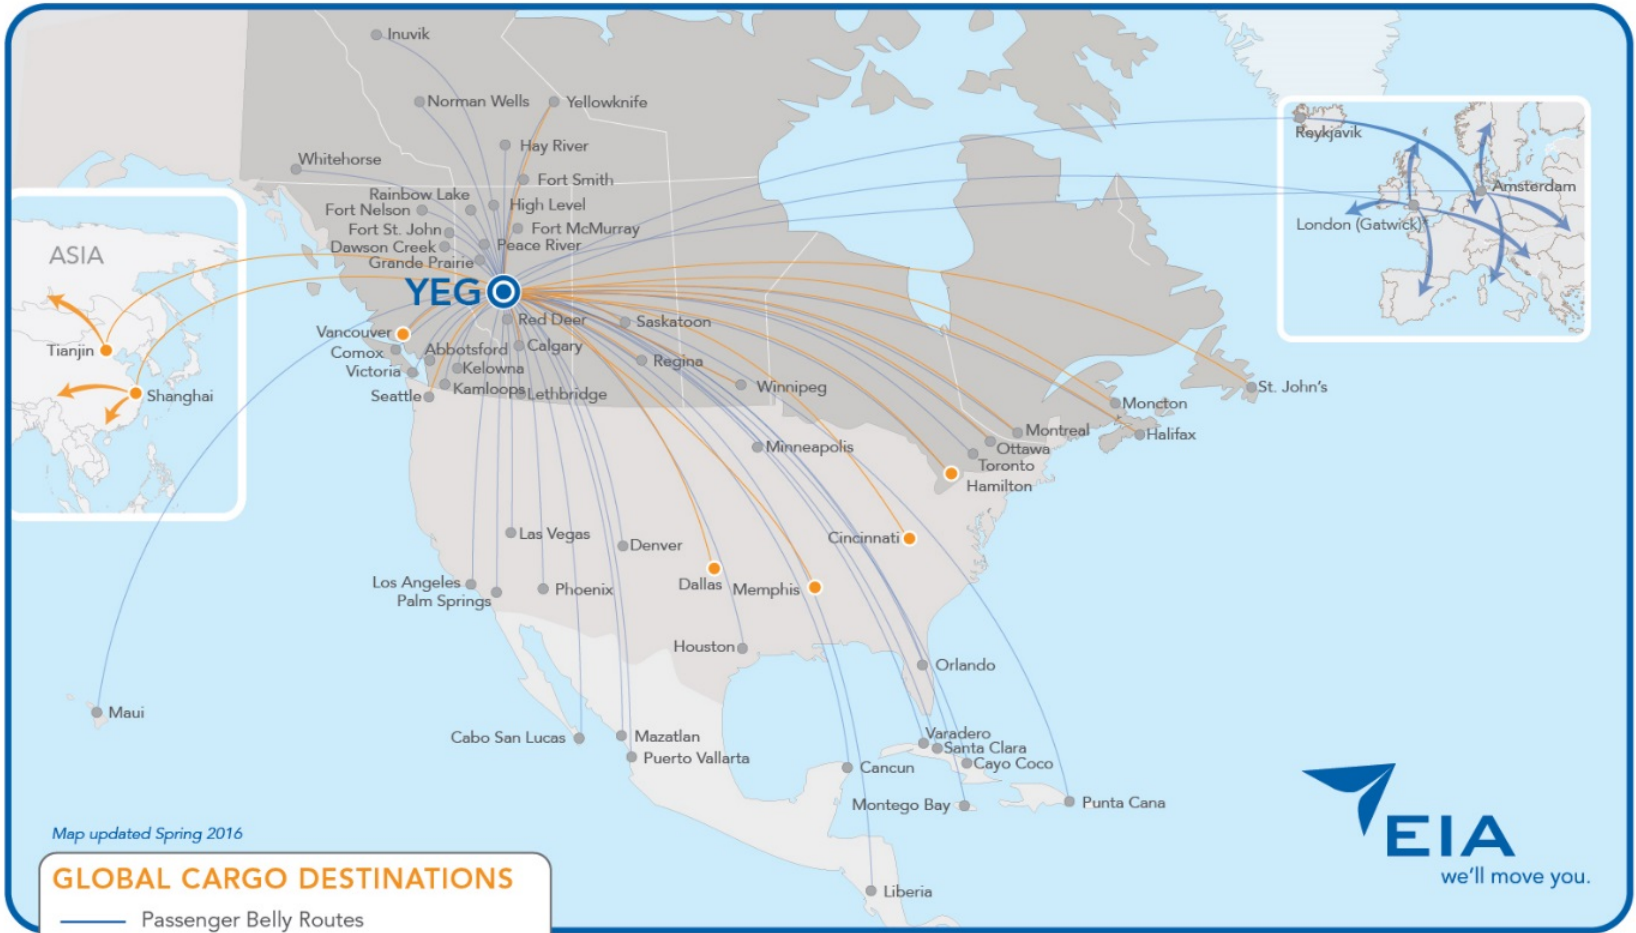 Inuvik
Norman Wells
Yellowknife
Hay River
Reykjavik
Whitehorse
Fort Smith
Amsterdam
Rainbow Lake
High Level
Fort Nelson
London (Gatwick)
Fort St. John
Fort McMurray
Dawson Creek
Peace River
ASIA
Grande Prairie
YEG
Red Deer
Saskatoon
Vancouver
Tianjin
Comox
Abbotsford
Calgary
Regina
Victoria
Kelowna
Winnipeg
St. John's
Shanghai
Seattle
Kamloops
Lethbridge
Moncton
Montreal
Halifax
Minneapolis
Ottawa
Toronto
Hamilton
Las Vegas
Denver
Cincinnati
Los Angeles
Palm Springs
Phoenix
Dallas
Memphis
Houston
Orlando
Maui
Cabo San Lucas
Mazatlan
Varadero
Santa Clara
Puerto Vallarta
Cancun
Cayo Coco
Montego Bay
Punta Cana
Map updated Spring 2016
EIA
we'll move you.
GLOBAL CARGO DESTINATIONS
Liberia
Passenger Belly Routes